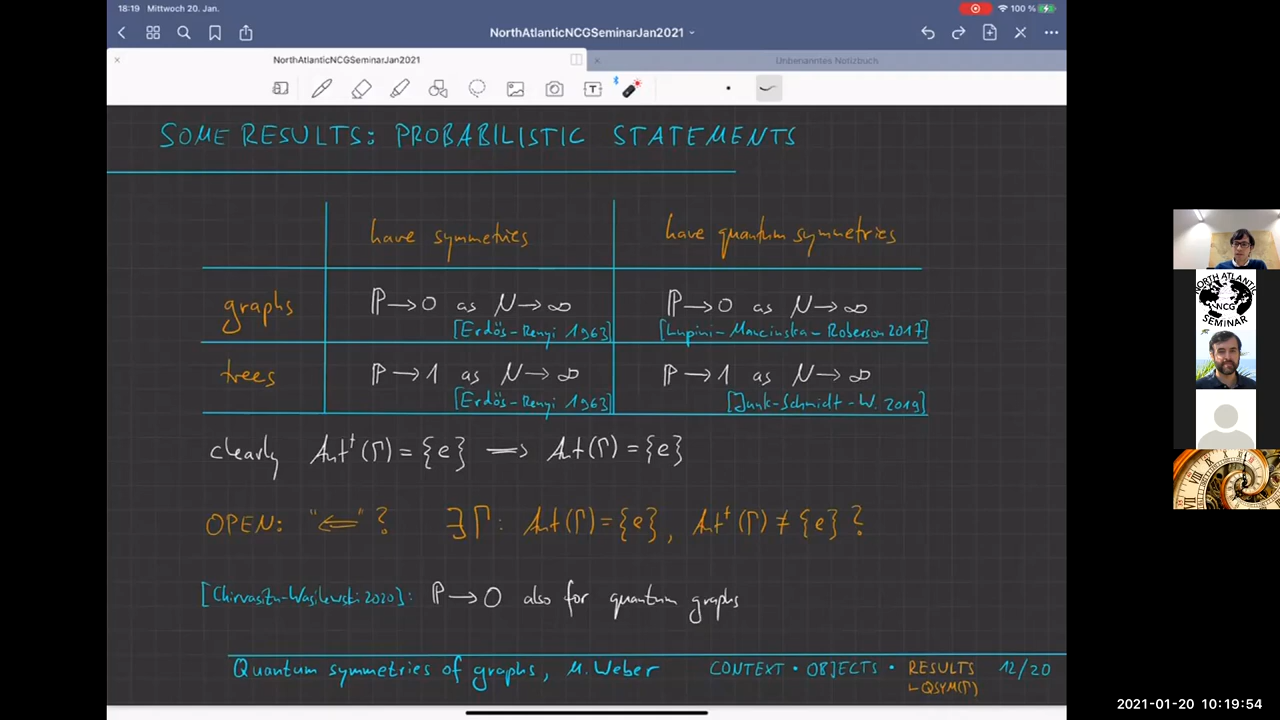 18:19 Mittwoch 20. Jan. 100 %
NorthAtlanticNCGSeminarJan2021
NorthAtlanticNCGSeminarJan2021 Unbenanntes Notizbuch
SOME RESULTS: PROBABILISTIC STATEMENTS
have symmetries have quantum symmetries
graphs ℙ→0 as N→∞ ℙ→0 as N→∞
[Erdös-Renyi 1963] [Lupini-Mancinska-Roberson 2017]
trees ℙ→1 as N→∞ ℙ→1 as N→∞
[Erdös-Renyi 1963] [Junk-Schmidt-W. 2019]
clearly Aut⁺(Γ) = {e} ⟹ Aut(Γ) = {e}
OPEN: "⟸" ? ∃ Γ: Aut(Γ) = {e}, Aut⁺(Γ) ≠ {e} ?
[Chirvasitu-Wasilewski 2020]: ℙ→0 also for quantum graphs
Quantum symmetries of graphs, M. Weber CONTEXT • OBJECTS • RESULTS 12/20
∟QSYM(Γ)
NORTH ATLANTIC
NCG
SEMINAR
2021-01-20 10:19:54